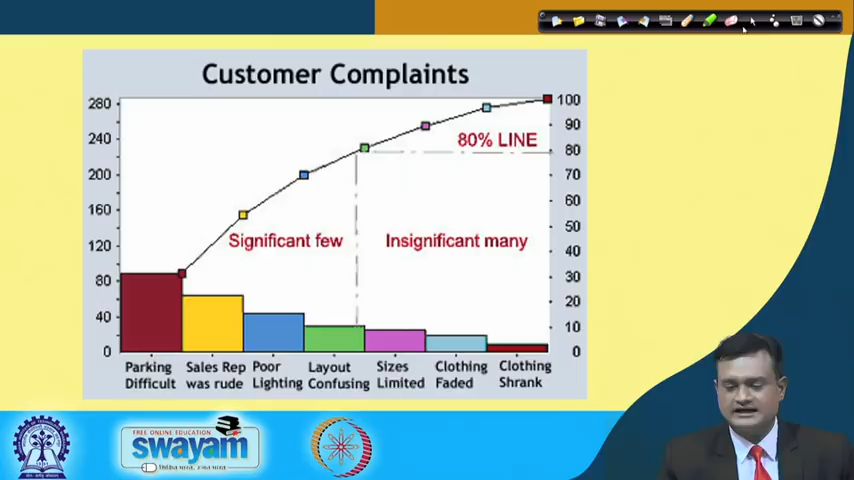 Customer Complaints
280
240
200
160
120
80
40
0
100
90
80
70
60
50
40
30
20
10
0
80% LINE
Significant few
Insignificant many
Parking Difficult
Sales Rep was rude
Poor Lighting
Layout Confusing
Sizes Limited
Clothing Faded
Clothing Shrank
FREE ONLINE EDUCATION
swayam